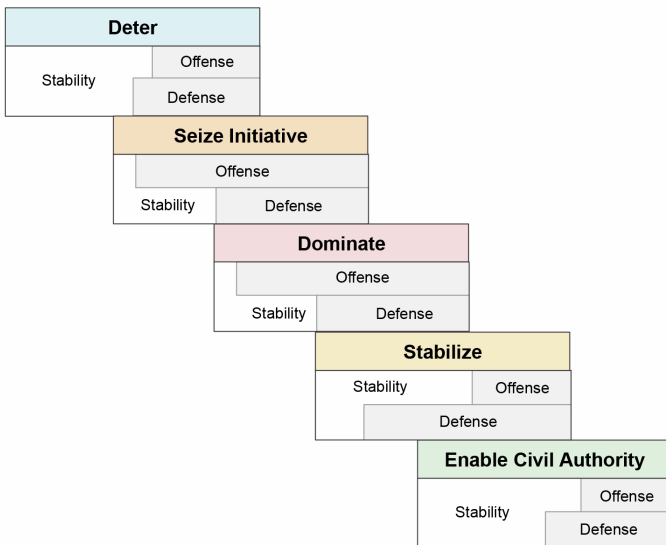 Deter
Offense
Stability
Defense
Seize Initiative
Offense
Stability
Defense
Dominate
Offense
Stability
Defense
Stabilize
Stability
Offense
Defense
Enable Civil Authority
Offense
Stability
Defense